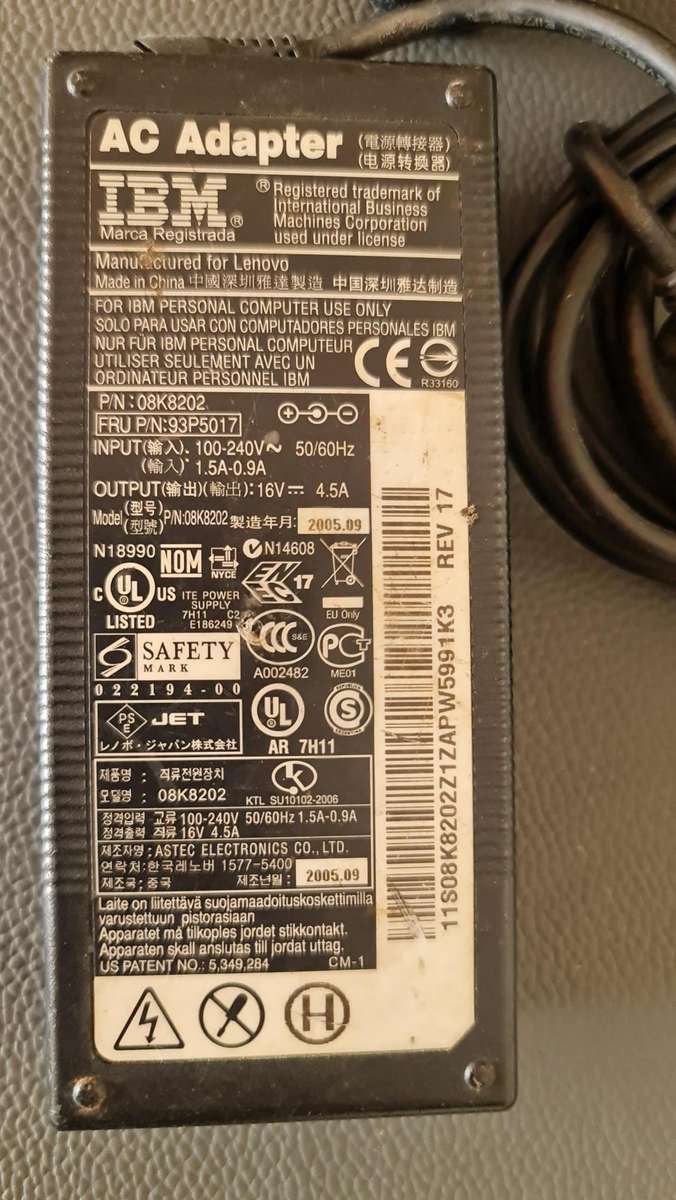 AC Adapter (電源轉接器)
(电源转换器)
IBM ®
Marca Registrada
® Registered trademark of
International Business
Machines Corporation
used under license
Manufactured for Lenovo
Made in China 中國深圳雅達製造 中国深圳雅达制造
FOR IBM PERSONAL COMPUTER USE ONLY
SOLO PARA USAR CON COMPUTADORES PERSONALES IBM
NUR FÜR IBM PERSONAL COMPUTER
UTILISER SEULEMENT AVEC UN
ORDINATEUR PERSONNEL IBM
CE
R33160
P/N: 08K8202
FRU P/N:93P5017
INPUT(输入). 100-240V~ 50/60Hz
(輸入): 1.5A-0.9A
OUTPUT(输出)(輸出):16V⎓ 4.5A
Model (型号) P/N:08K8202 製造年月: 2005.09
(型號)
N18990 NOM NYCE N14608
C UL US
LISTED
ITE POWER
SUPPLY
7H11 C2
E186249
17
EU Only
SAFETY
MARK
022194-00
CCC S&E
A002482
PCT
ME01
PSE JET
レノボ・ジャパン株式会社
UL
AR 7H11
S
제품명 : 직류전원장치
모델명 : 08K8202
KTL SU10102-2006
정격입력 교류 100-240V 50/60Hz 1.5A-0.9A
정격출력 직류 16V 4.5A
제조자명 : ASTEC ELECTRONICS CO., LTD.
연락처:한국레노버 1577-5400
제조국: 중국 제조년월 : 2005.09
Laite on liitettävä suojamaadoituskoskettimilla
varustettuun pistorasiaan
Apparatet må tilkoples jordet stikkontakt.
Apparaten skall anslutas till jordat uttag.
US PATENT NO.: 5,349,284 CM-1
H
11S08K8202Z1ZAPW5991K3 REV 17